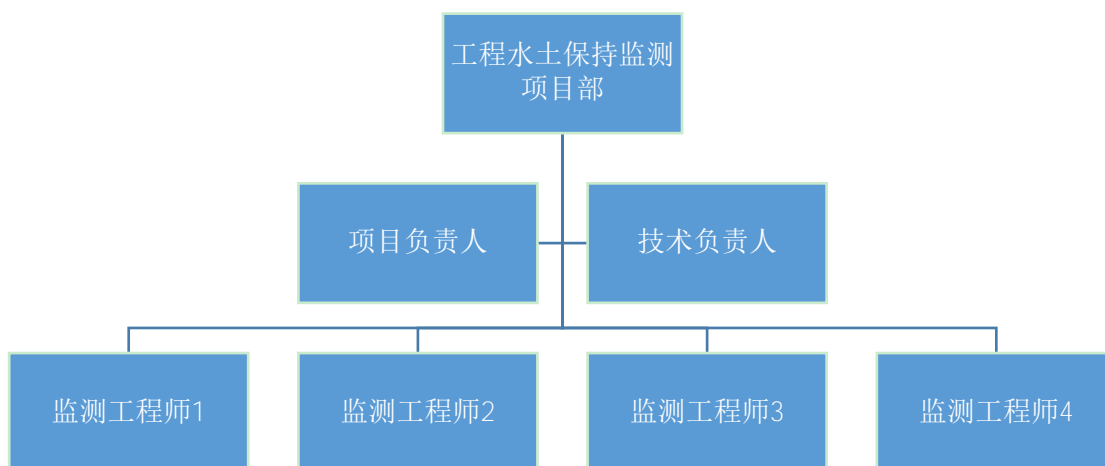 工程水土保持监测
项目部
项目负责人
技术负责人
监测工程师1
监测工程师2
监测工程师3
监测工程师4